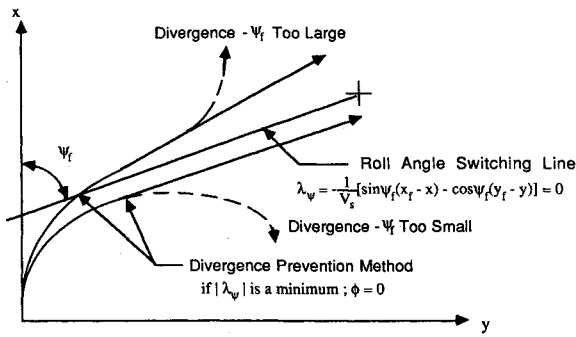 x
Divergence - Ψf Too Large
Ψf
Roll Angle Switching Line
λψ = -1/Vs[sinψf(xf - x) - cosψf(yf - y)] = 0
Divergence - Ψf Too Small
Divergence Prevention Method
if | λψ | is a minimum ; ϕ = 0
y